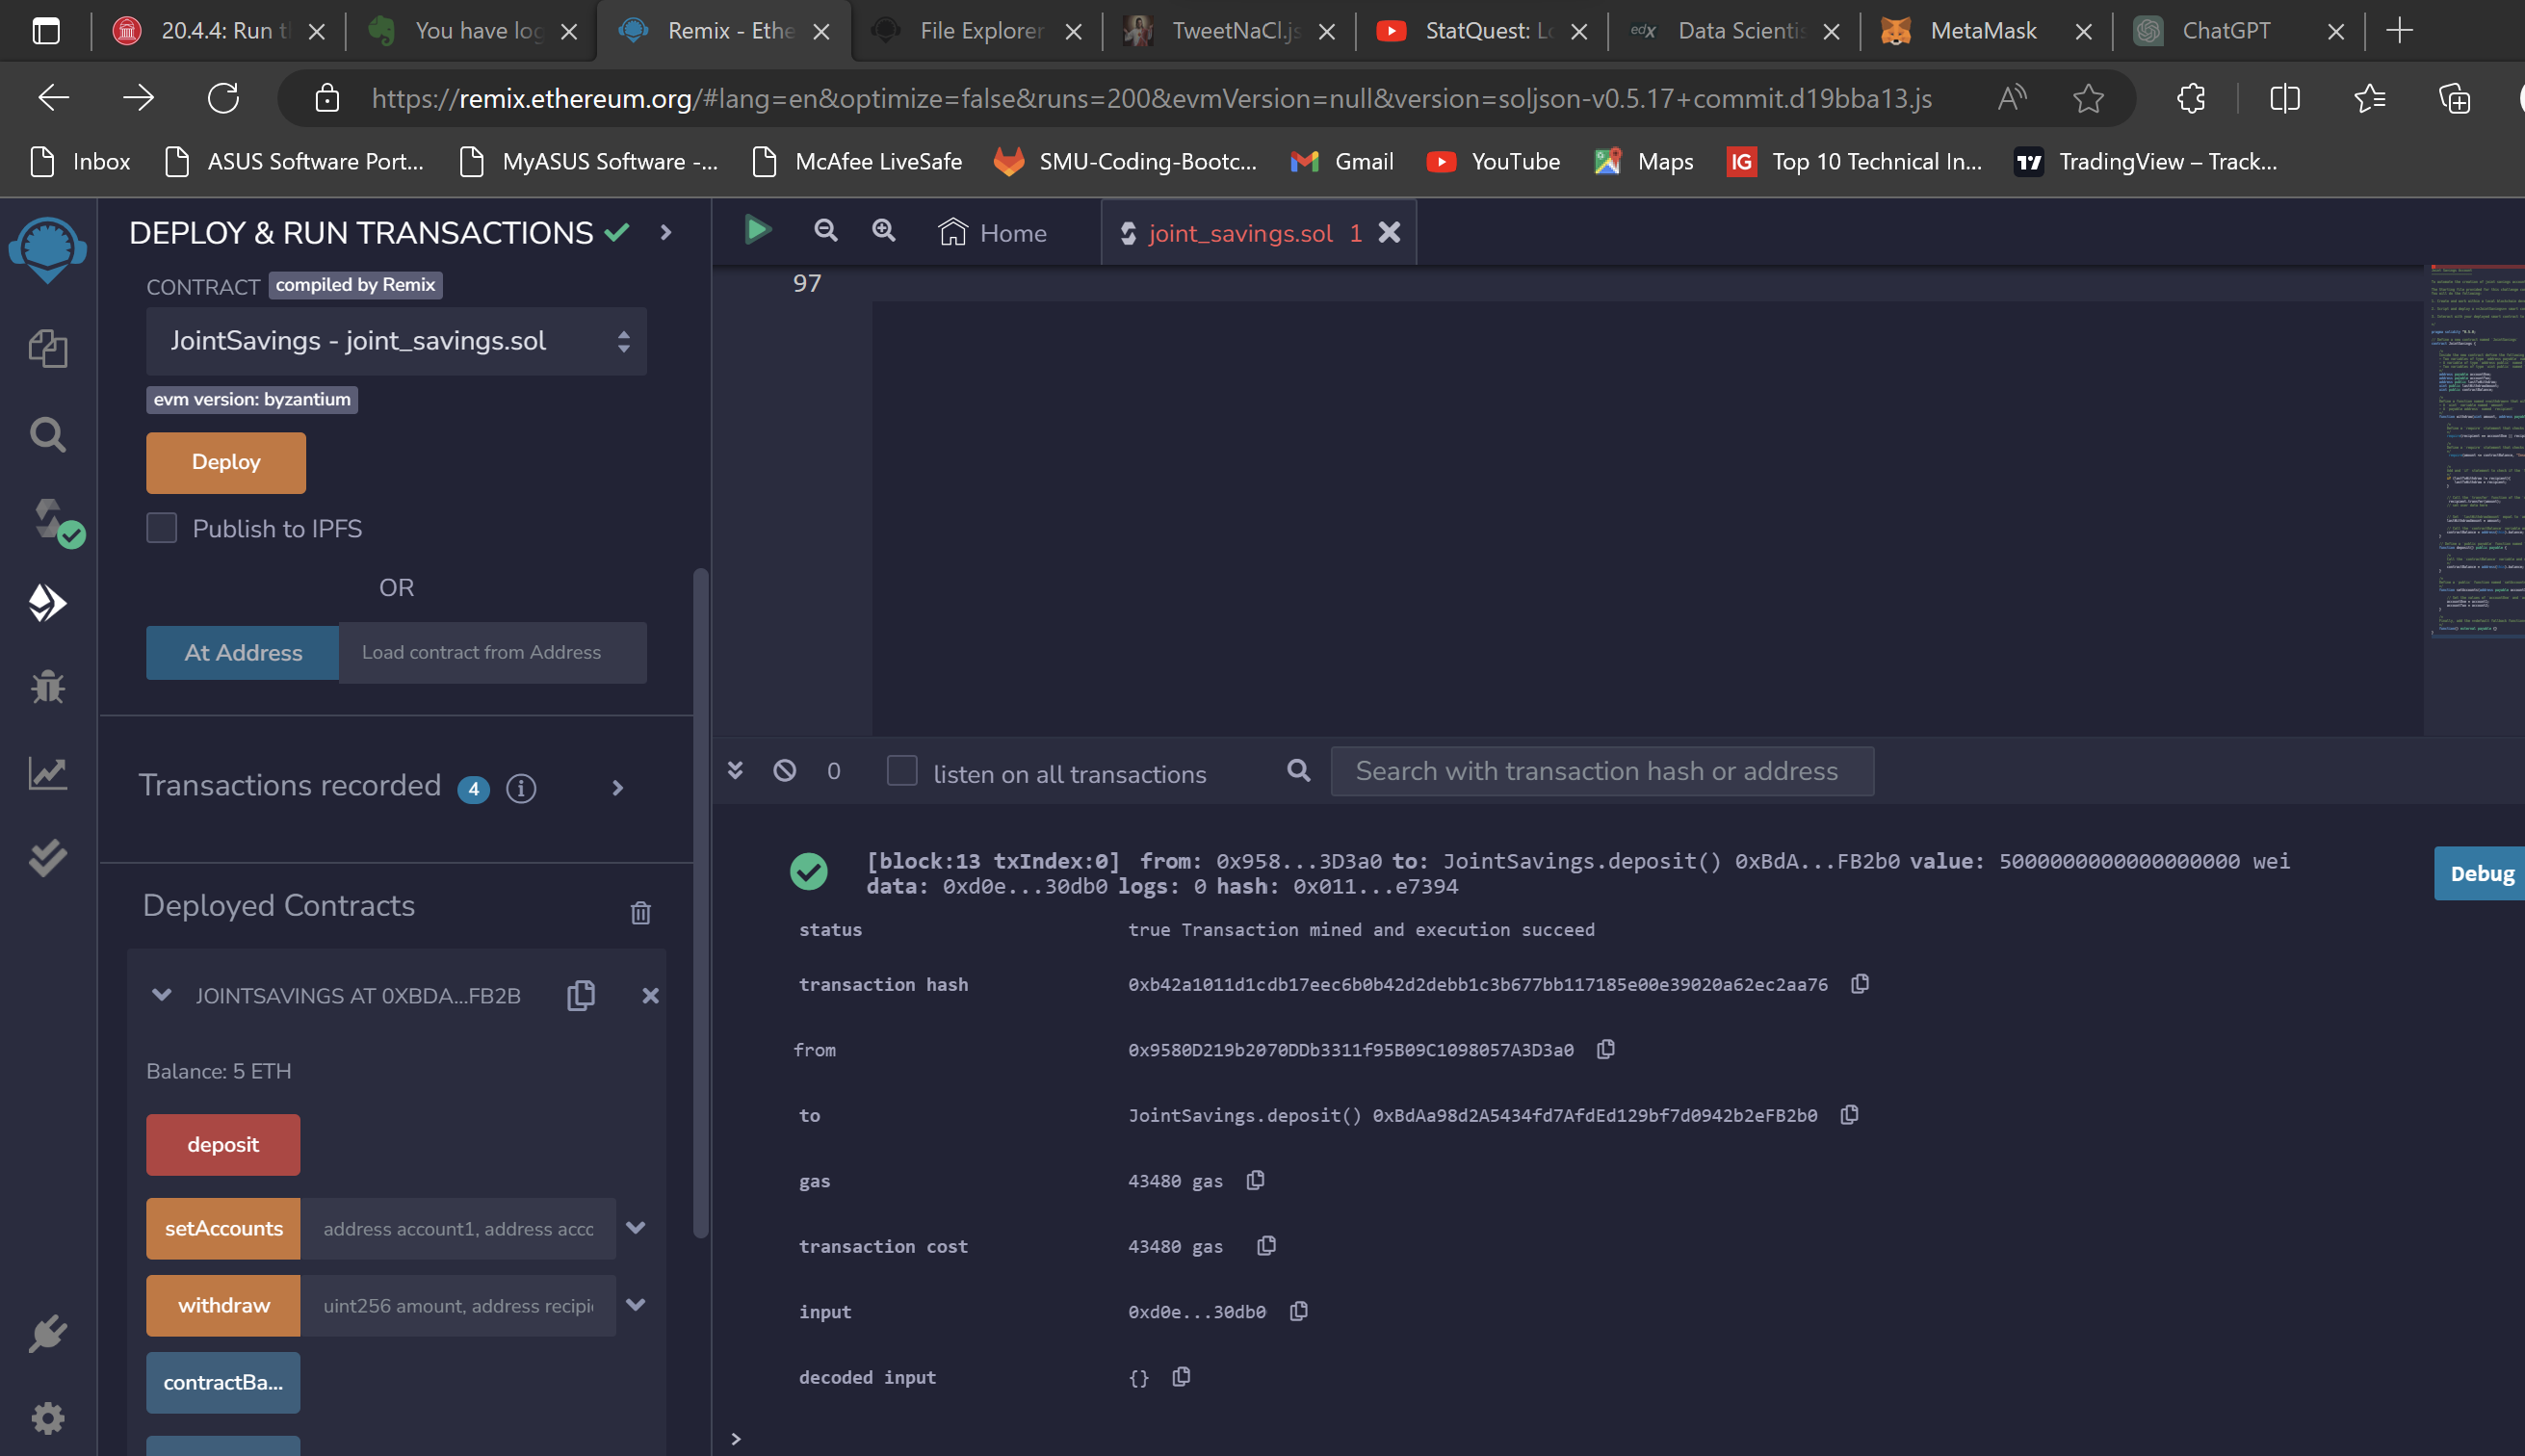 20.4.4: Run t
You have log
Remix - Ethe
File Explorer
TweetNaCl.js
StatQuest: Lo
edX
Data Scientis
MetaMask
ChatGPT
https://remix.ethereum.org/#lang=en&optimize=false&runs=200&evmVersion=null&version=soljson-v0.5.17+commit.d19bba13.js
Inbox
ASUS Software Port...
MyASUS Software -...
McAfee LiveSafe
SMU-Coding-Bootc...
Gmail
YouTube
Maps
IG Top 10 Technical In...
TradingView – Track...
DEPLOY & RUN TRANSACTIONS
CONTRACT compiled by Remix
JointSavings - joint_savings.sol
evm version: byzantium
Deploy
Publish to IPFS
OR
At Address Load contract from Address
Transactions recorded 4 i
Deployed Contracts
JOINTSAVINGS AT 0XBDA...FB2B
Balance: 5 ETH
deposit
setAccounts address account1, address acco
withdraw uint256 amount, address recipi
contractBa...
Home
joint_savings.sol 1
97
0 listen on all transactions
Search with transaction hash or address
[block:13 txIndex:0] from: 0x958...3D3a0 to: JointSavings.deposit() 0xBdA...FB2b0 value: 5000000000000000000 wei
data: 0xd0e...30db0 logs: 0 hash: 0x011...e7394
Debug
status true Transaction mined and execution succeed
transaction hash 0xb42a1011d1cdb17eec6b0b42d2debb1c3b677bb117185e00e39020a62ec2aa76
from 0x9580D219b2070DDb3311f95B09C1098057A3D3a0
to JointSavings.deposit() 0xBdAa98d2A5434fd7AfdEd129bf7d0942b2eFB2b0
gas 43480 gas
transaction cost 43480 gas
input 0xd0e...30db0
decoded input {}
>